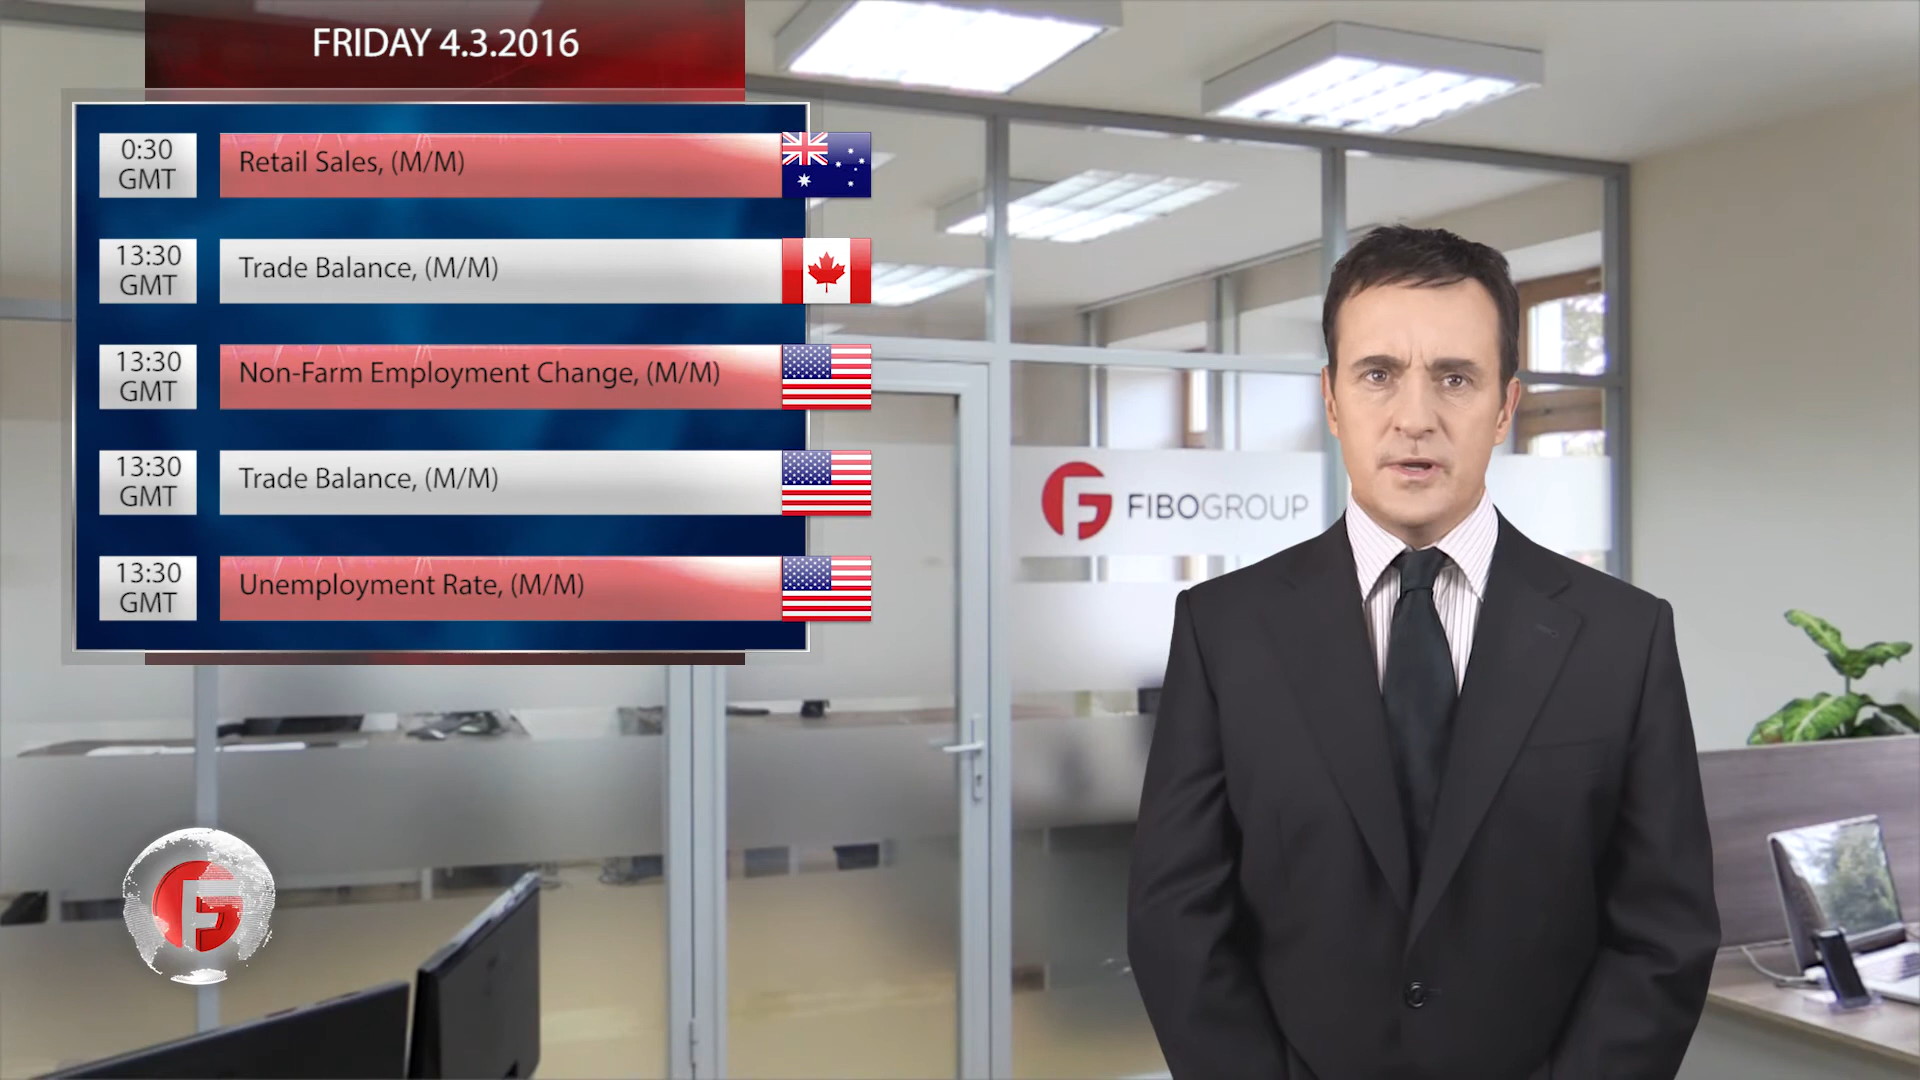 FRIDAY 4.3.2016
0:30
GMT
Retail Sales, (M/M)
13:30
GMT
Trade Balance, (M/M)
13:30
GMT
Non-Farm Employment Change, (M/M)
13:30
GMT
Trade Balance, (M/M)
13:30
GMT
Unemployment Rate, (M/M)
FIBOGROUP